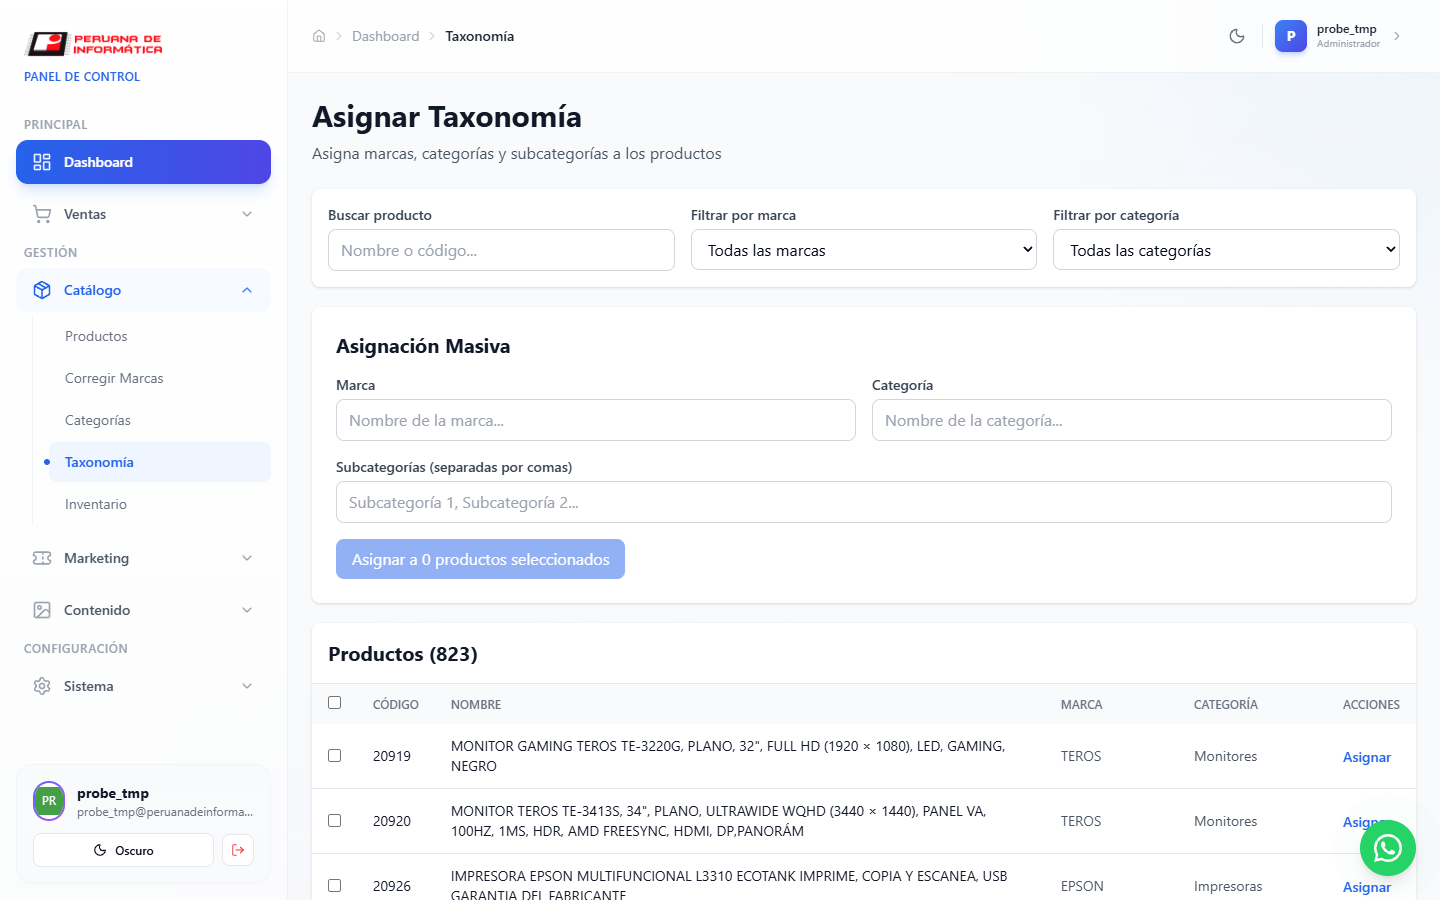 PERUANA DE
INFORMÁTICA
PANEL DE CONTROL
PRINCIPAL
Dashboard
Ventas
GESTIÓN
Catálogo
Productos
Corregir Marcas
Categorías
Taxonomía
Inventario
Marketing
Contenido
CONFIGURACIÓN
Sistema
PR
probe_tmp
probe_tmp@peruanadeinforma...
Oscuro
Dashboard
Taxonomía
P
probe_tmp
Administrador
Asignar Taxonomía
Asigna marcas, categorías y subcategorías a los productos
Buscar producto
Filtrar por marca
Filtrar por categoría
Nombre o código...
Todas las marcas
Todas las categorías
Asignación Masiva
Marca
Categoría
Nombre de la marca...
Nombre de la categoría...
Subcategorías (separadas por comas)
Subcategoría 1, Subcategoría 2...
Asignar a 0 productos seleccionados
Productos (823)
CÓDIGO NOMBRE MARCA CATEGORÍA ACCIONES
20919 MONITOR GAMING TEROS TE-3220G, PLANO, 32", FULL HD (1920 × 1080), LED, GAMING, TEROS Monitores Asignar
NEGRO
20920 MONITOR TEROS TE-3413S, 34", PLANO, ULTRAWIDE WQHD (3440 × 1440), PANEL VA, TEROS Monitores Asignar
100HZ, 1MS, HDR, AMD FREESYNC, HDMI, DP,PANORÁM
20926 IMPRESORA EPSON MULTIFUNCIONAL L3310 ECOTANK IMPRIME, COPIA Y ESCANEA, USB EPSON Impresoras Asignar
GARANTIA DEL FABRICANTE